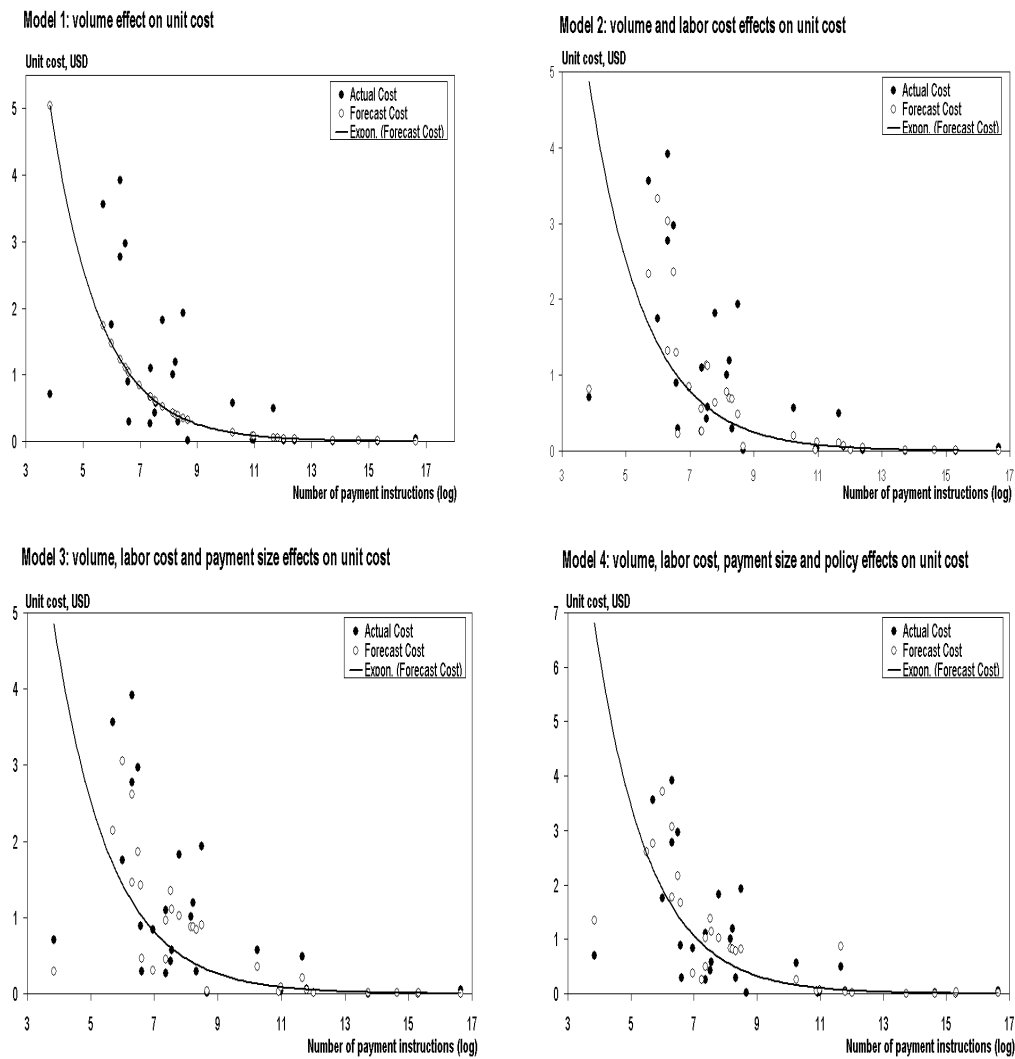 Model 1: volume effect on unit cost
Unit cost, USD
Actual Cost
Forecast Cost
Expon. (Forecast Cost)
5
4
3
2
1
0
3 5 7 9 11 13 15 17
Number of payment instructions (log)
Model 2: volume and labor cost effects on unit cost
Unit cost, USD
5
Actual Cost
Forecast Cost
Expon. (Forecast Cost)
4
3
2
1
0
3 5 7 9 11 13 15 17
Number of payment instructions (log)
Model 3: volume, labor cost and payment size effects on unit cost
Unit cost, USD
5
Actual Cost
Forecast Cost
Expon. (Forecast Cost)
4
3
2
1
0
3 5 7 9 11 13 15 17
Number of payment instructions (log)
Model 4: volume, labor cost, payment size and policy effects on unit cost
Unit cost, USD
7
Actual Cost
Forecast Cost
Expon. (Forecast Cost)
6
5
4
3
2
1
0
3 5 7 9 11 13 15 17
Number of payment instructions (log)